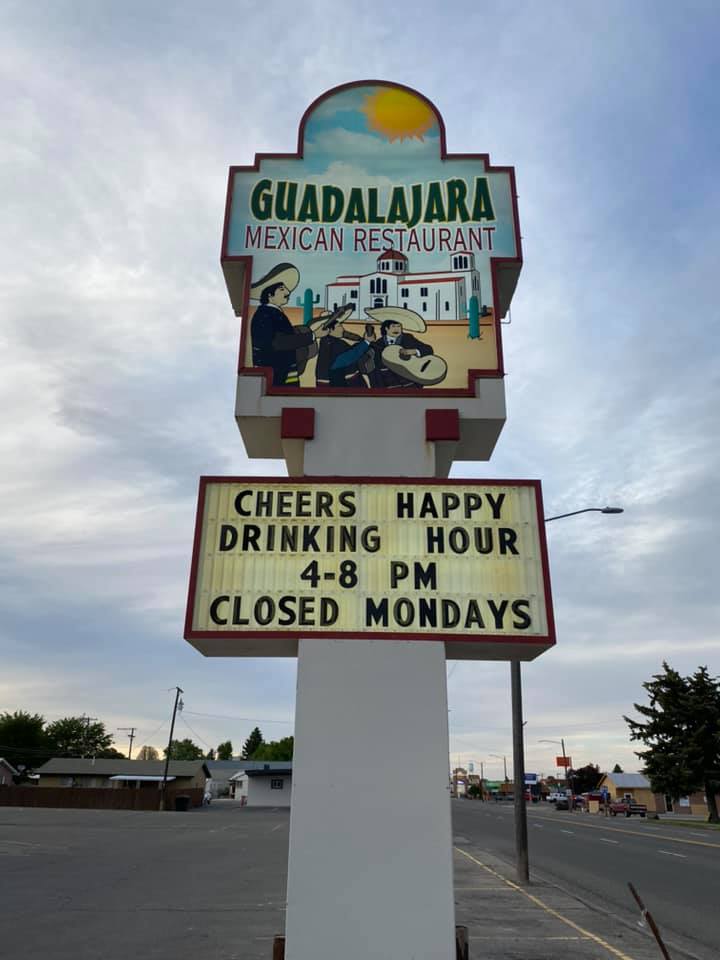 GUADALAJARA
MEXICAN RESTAURANT
CHEERS HAPPY
DRINKING HOUR
4-8 PM
CLOSED MONDAYS